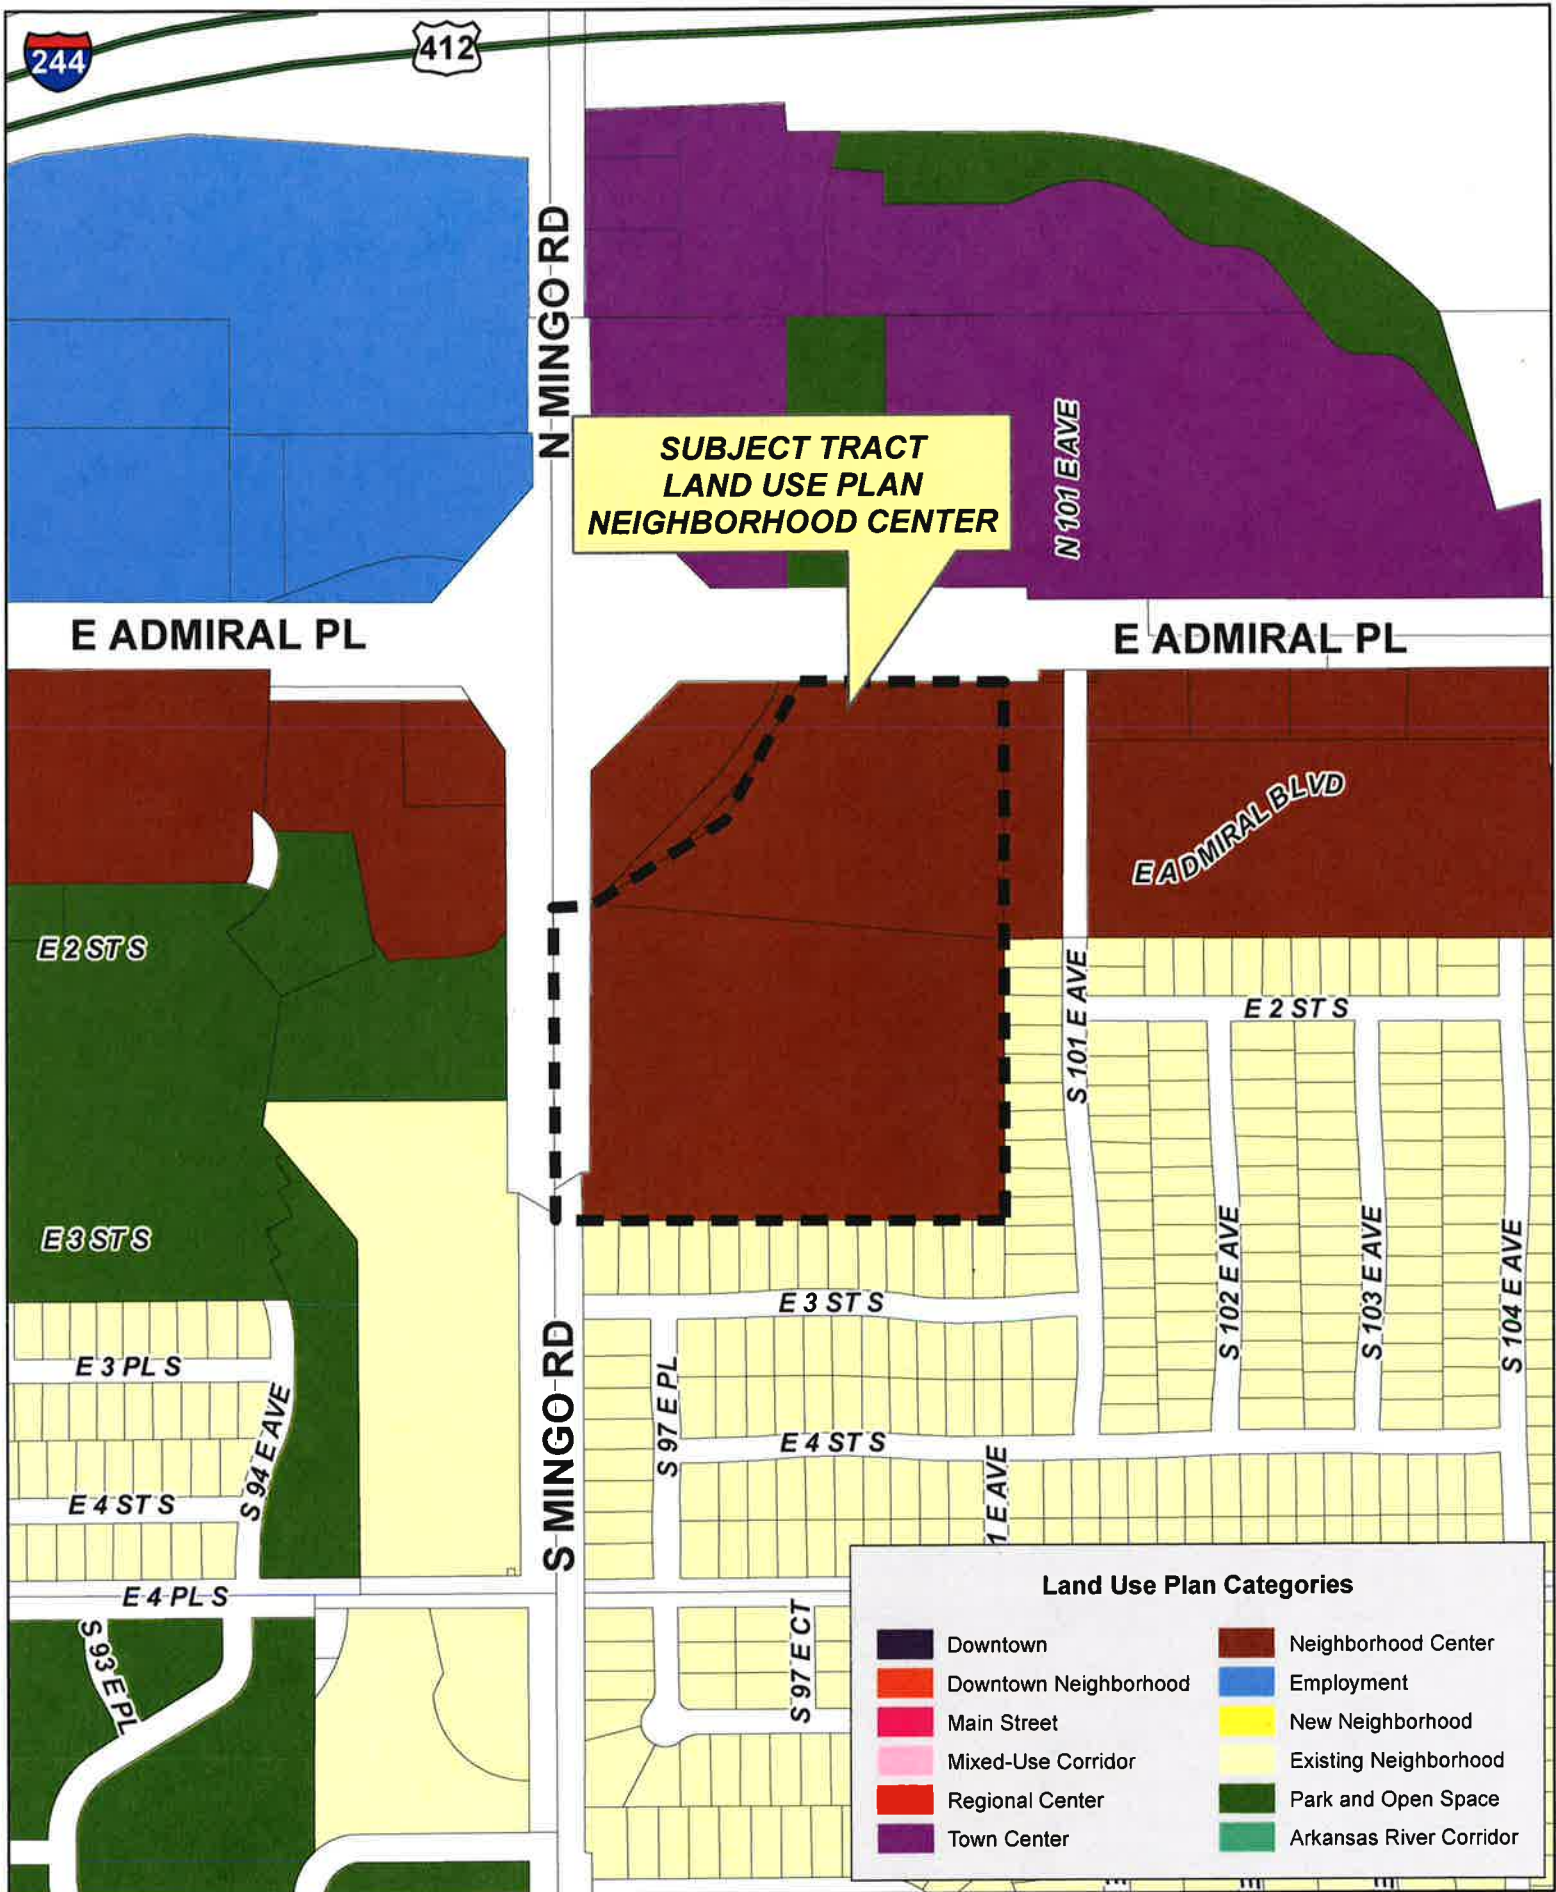 244
412
N MINGO RD
SUBJECT TRACT
LAND USE PLAN
NEIGHBORHOOD CENTER
N 101 E AVE
E ADMIRAL PL
E ADMIRAL PL
E ADMIRAL BLVD
E 2 ST S
S 101 E AVE
E 2 ST S
E 3 ST S
S 102 E AVE
S 103 E AVE
S 104 E AVE
E 3 ST S
E 3 PL S
S 94 E AVE
S MINGO RD
S 97 E PL
E 4 ST S
1 E AVE
E 4 ST S
E 4 PL S
S 93 E PL
S 97 E CT
Land Use Plan Categories
Downtown
Downtown Neighborhood
Main Street
Mixed-Use Corridor
Regional Center
Town Center
Neighborhood Center
Employment
New Neighborhood
Existing Neighborhood
Park and Open Space
Arkansas River Corridor